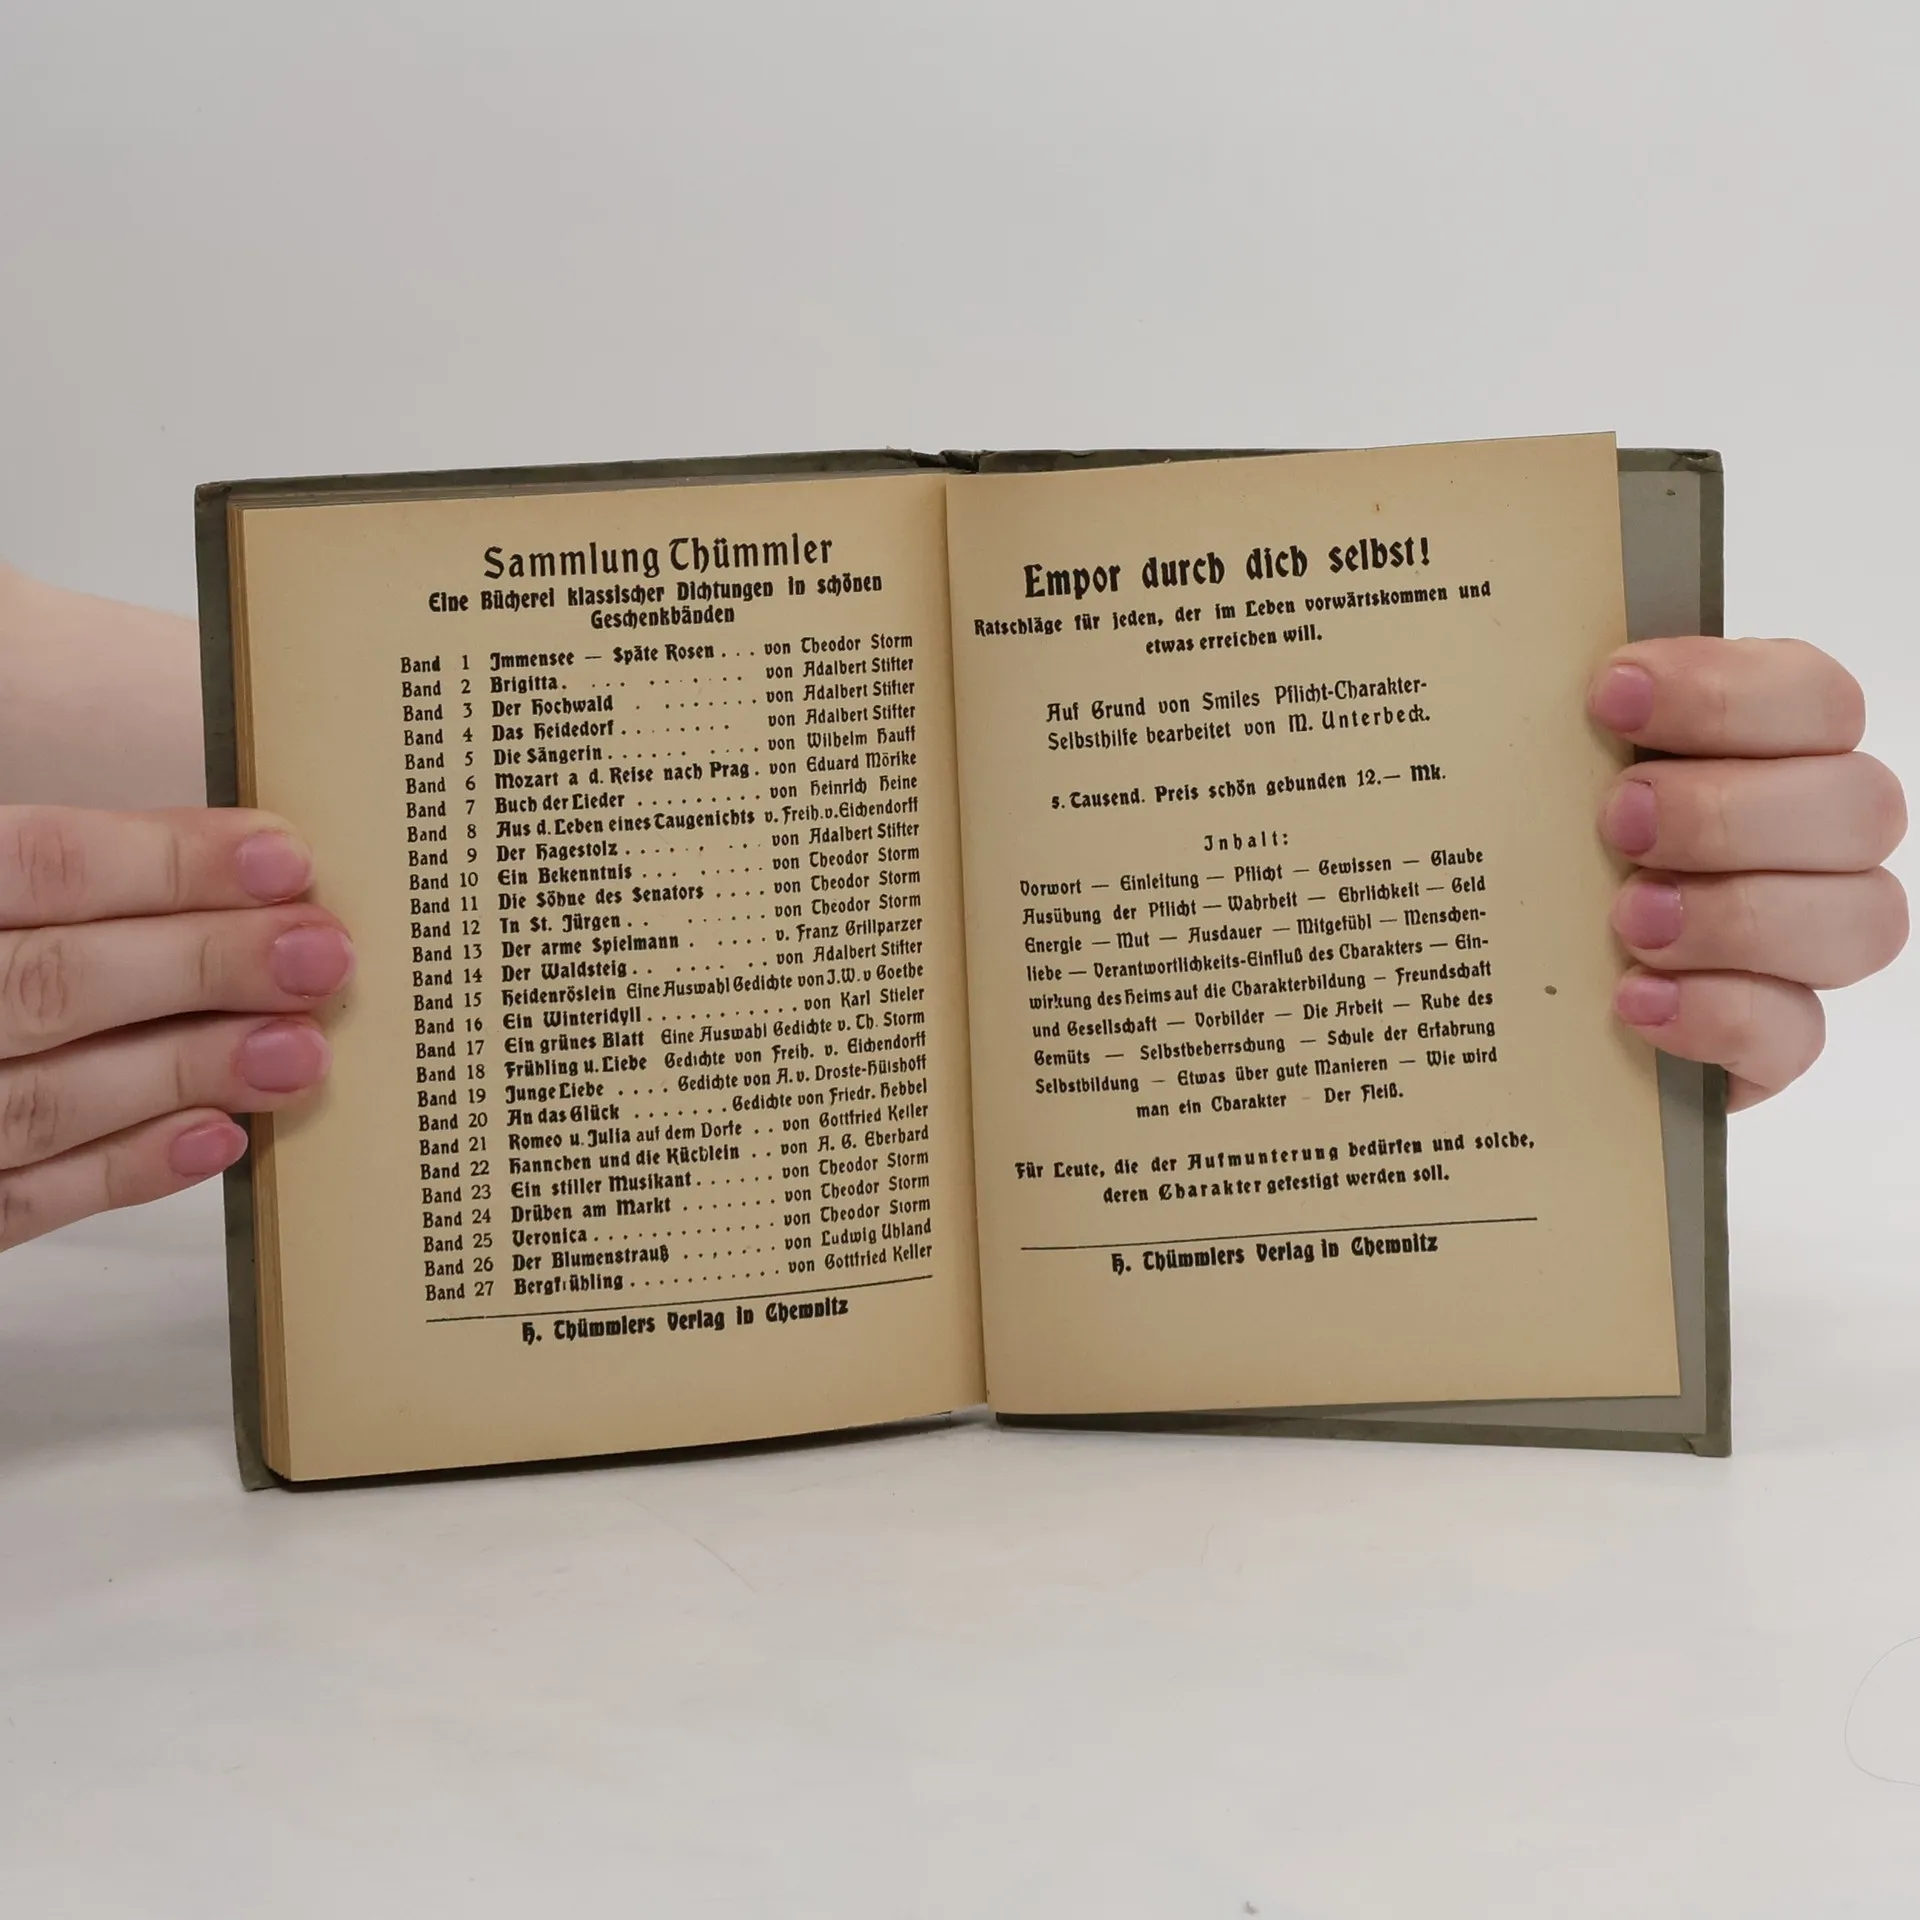 Sammlung Thümmler
Eine Bücherei klassischer Dichtungen in schönen
Geschenkbänden
Band 1 Immensee — Späte Rosen . . . von Theodor Storm
Band 2 Brigitta. . . . . . . . . . . von Adalbert Stifter
Band 3 Der Hochwald . . . . . . . . von Adalbert Stifter
Band 4 Das Heidedorf . . . . . . . . von Adalbert Stifter
Band 5 Die Sängerin . . . . . . . . . . von Wilhelm Hauff
Band 6 Mozart a d. Reise nach Prag . von Eduard Mörike
Band 7 Buch der Lieder . . . . . . . . . von Heinrich Heine
Band 8 Aus d. Leben eines Taugenichts v. Freih.v.Eichendorff
Band 9 Der Hagestolz . . . . . . . . . von Adalbert Stifter
Band 10 Ein Bekenntnis . . . . . . . . von Theodor Storm
Band 11 Die Söhne des Senators . . . . von Theodor Storm
Band 12 In St. Jürgen . . . . . . . . von Theodor Storm
Band 13 Der arme Spielmann . . . . . v. Franz Grillparzer
Band 14 Der Waldsteig . . . . . . . . von Adalbert Stifter
Band 15 Heidenröslein Eine Auswahl Gedichte von J.W. v Goethe
Band 16 Ein Winteridyll . . . . . . . . . . . von Karl Stieler
Band 17 Ein grünes Blatt Eine Auswahl Gedichte v. Th. Storm
Band 18 Frühling u. Liebe Gedichte von Freih. v. Eichendorff
Band 19 Junge Liebe . . . . Gedichte von A. v. Droste-Hülshoff
Band 20 An das Glück . . . . . . . Gedichte von Friedr. Hebbel
Band 21 Romeo u. Julia auf dem Dorfe . . von Gottfried Keller
Band 22 Hannchen und die Küchlein . . von A. G. Eberhard
Band 23 Ein stiller Musikant . . . . . . von Theodor Storm
Band 24 Drüben am Markt . . . . . . . von Theodor Storm
Band 25 Veronica . . . . . . . . . . . . von Theodor Storm
Band 26 Der Blumenstrauß . . . . . . . von Ludwig Uhland
Band 27 Bergfrühling . . . . . . . . . . . von Gottfried Keller
H. Thümmlers Verlag in Chemnitz
Empor durch dich selbst!
Ratschläge für jeden, der im Leben vorwärtskommen und
etwas erreichen will.
Auf Grund von Smiles Pflicht-Charakter-
Selbsthilfe bearbeitet von M. Unterbeck.
5. Tausend. Preis schön gebunden 12.— Mk.
Inhalt:
Vorwort — Einleitung — Pflicht — Gewissen — Glaube
Ausübung der Pflicht — Wahrheit — Ehrlichkeit — Geld
Energie — Mut — Ausdauer — Mitgefühl — Menschen-
liebe — Verantwortlichkeits-Einfluß des Charakters — Ein-
wirkung des Heims auf die Charakterbildung — Freundschaft
und Gesellschaft — Vorbilder — Die Arbeit — Ruhe des
Gemüts — Selbstbeherrschung — Schule der Erfahrung
Selbstbildung — Etwas über gute Manieren — Wie wird
man ein Charakter – Der Fleiß.
Für Leute, die der Aufmunterung bedürfen und solche,
deren Charakter gefestigt werden soll.
H. Thümmlers Verlag in Chemnitz